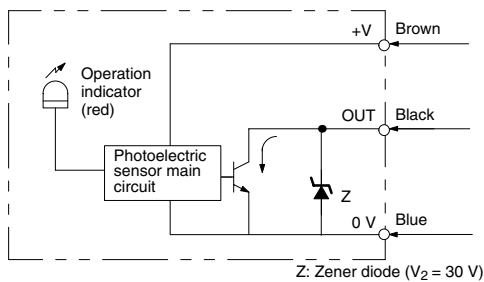 +V
Brown
Operation
indicator
(red)
OUT
Black
Photoelectric
sensor main
circuit
Z
0 V
Blue
Z: Zener diode (V2 = 30 V)